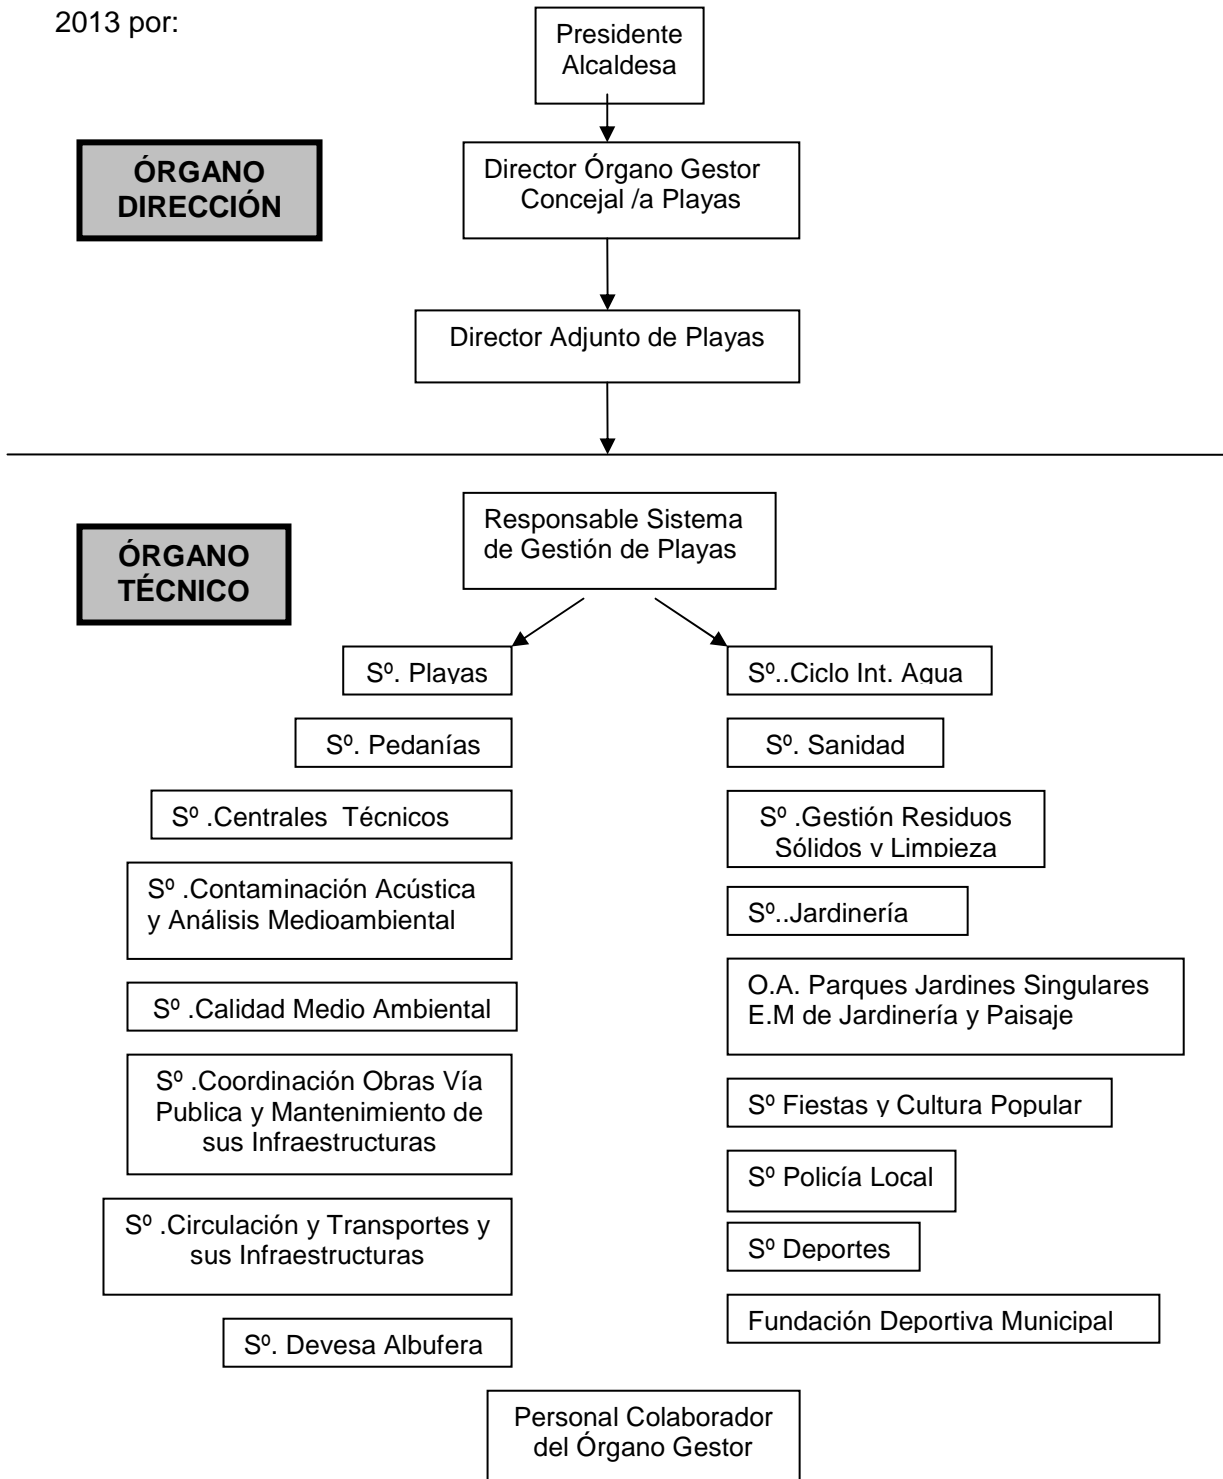 2013 por:
Presidente
Alcaldesa
ÓRGANO
DIRECCIÓN
Director Órgano Gestor
Concejal /a Playas
Director Adjunto de Playas
Responsable Sistema
de Gestión de Playas
ÓRGANO
TÉCNICO
Sº. Playas
Sº. Pedanías
Sº .Centrales Técnicos
Sº .Contaminación Acústica
y Análisis Medioambiental
Sº .Calidad Medio Ambiental
Sº .Coordinación Obras Vía
Publica y Mantenimiento de
sus Infraestructuras
Sº .Circulación y Transportes y
sus Infraestructuras
Sº. Devesa Albufera
Sº..Ciclo Int. Agua
Sº. Sanidad
Sº .Gestión Residuos
Sólidos y Limpieza
Sº..Jardinería
O.A. Parques Jardines Singulares
E.M de Jardinería y Paisaje
Sº Fiestas y Cultura Popular
Sº Policía Local
Sº Deportes
Fundación Deportiva Municipal
Personal Colaborador
del Órgano Gestor